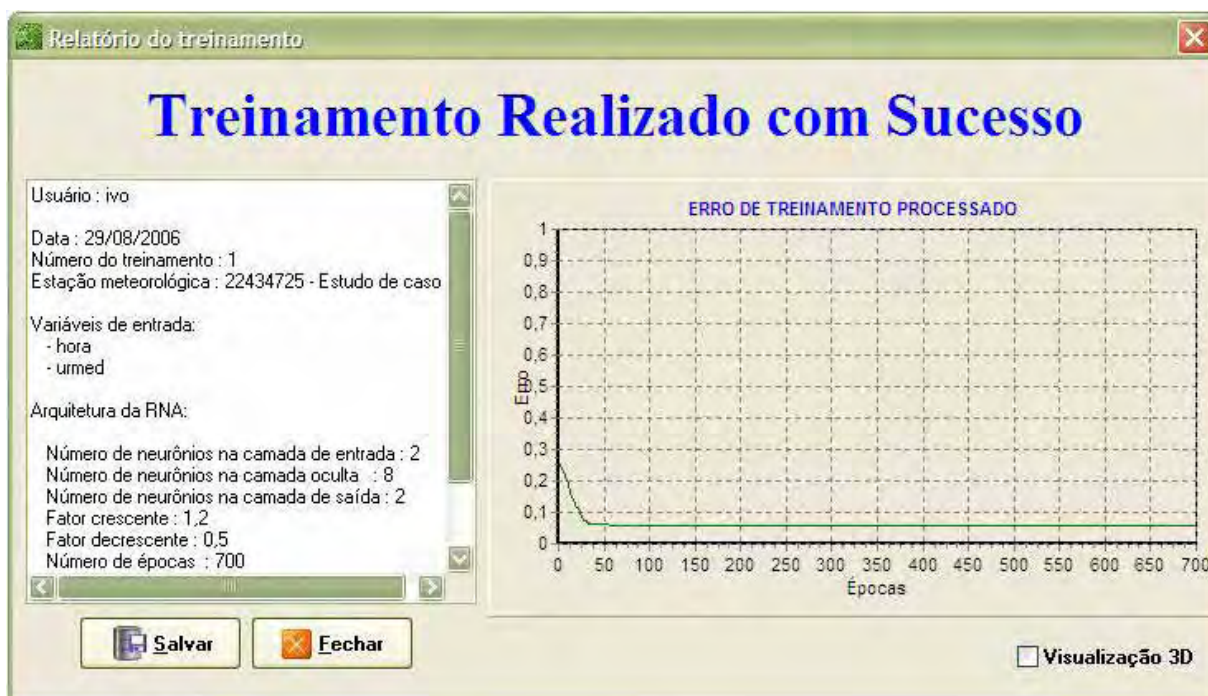 Relatório do treinamento
Treinamento Realizado com Sucesso
Usuário : ivo
Data : 29/08/2006
Número do treinamento : 1
Estação meteorológica : 22434725 - Estudo de caso
Variáveis de entrada:
- hora
- urmed
Arquitetura da RNA:
Número de neurônios na camada de entrada : 2
Número de neurônios na camada oculta : 8
Número de neurônios na camada de saída : 2
Fator crescente : 1,2
Fator decrescente : 0,5
Número de épocas : 700
Salvar
Fechar
ERRO DE TREINAMENTO PROCESSADO
1
0,9
0,8
0,7
0,6
0,5
0,4
0,3
0,2
0,1
0
Erro
0 50 100 150 200 250 300 350 400 450 500 550 600 650 700
Épocas
Visualização 3D